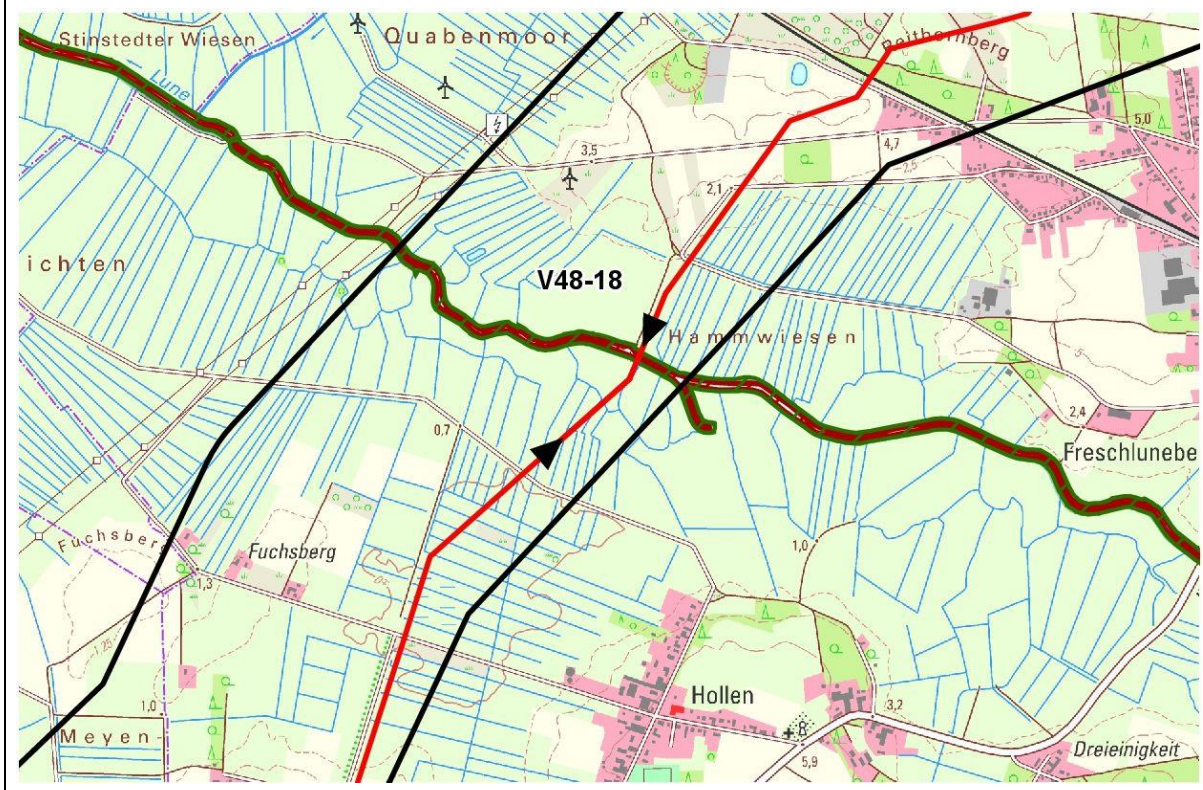 Stinstedter Wiesen
Quabenmoor
Beithornberg
Lune
5,0
3,5
4,7
2,5
2,1
ichten
V48-18
Hammwiesen
5
2,4
0,7
Freschlunebe
Fuchsberg
Fuchsberg
1,0
1,3
1,25
1,0
Hollen
3,2
Meyen-
Dreieinigkeit
5,9